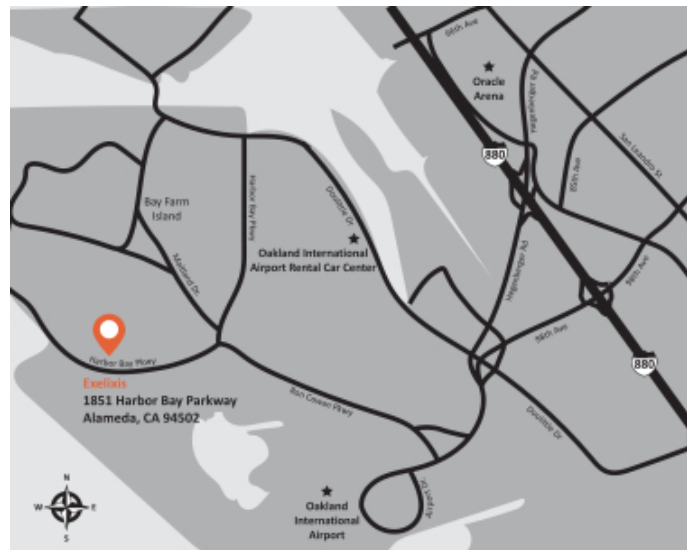 66th Ave
Oracle
Arena
Hegenberger Rd
San Leandro St
880
85th Ave
Harbor Bay Pkwy
Doolittle Dr.
Bay Farm
Island
Oakland International
Airport Rental Car Center
Maitland Dr.
Hegenberger Rd
98th Ave
98th Ave
Harbor Bay Pkwy
880
Exelixis
1851 Harbor Bay Parkway
Alameda, CA 94502
Ron Cowan Pkwy
Doolittle Dr
Airport Dr.
Oakland
International
Airport
N
W E
S